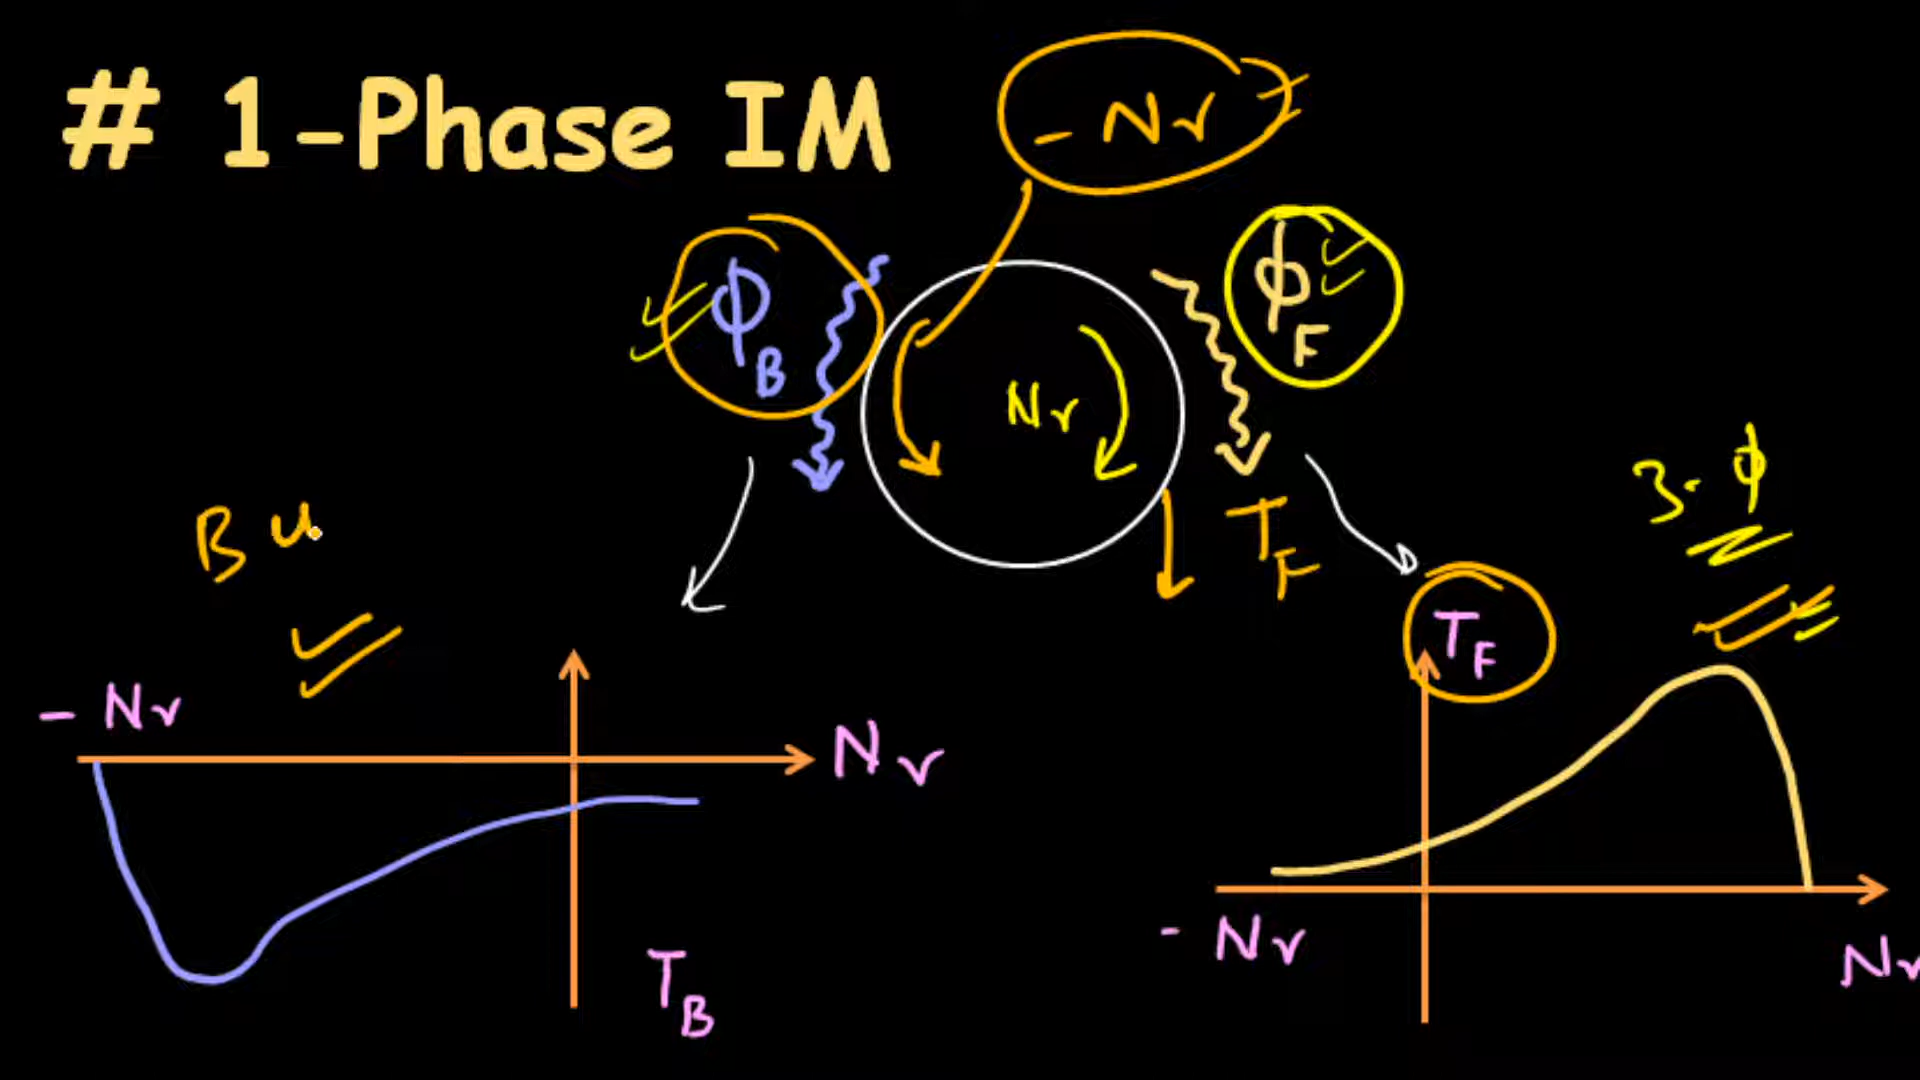 # 1-Phase IM
- Nr
ϕB
ϕF
Nr
TF
3-ϕ
Bu
TF
- Nr
Nr
TB
- Nr
Nr